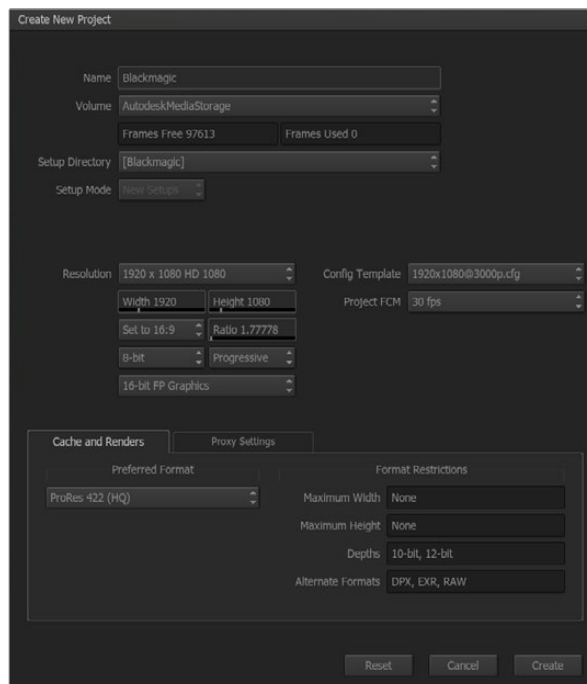 Create New Project
Name Blackmagic
Volume AutodeskMediaStorage
Frames Free 97613 Frames Used 0
Setup Directory [Blackmagic]
Setup Mode New Setups
Resolution 1920 x 1080 HD 1080 Config Template 1920x1080@3000p.cfg
Width 1920 Height 1080 Project FCM 30 fps
Set to 16:9 Ratio 1.77778
8-bit Progressive
16-bit FP Graphics
Cache and Renders Proxy Settings
Preferred Format Format Restrictions
ProRes 422 (HQ) Maximum Width None
Maximum Height None
Depths 10-bit, 12-bit
Alternate Formats DPX, EXR, RAW
Reset Cancel Create